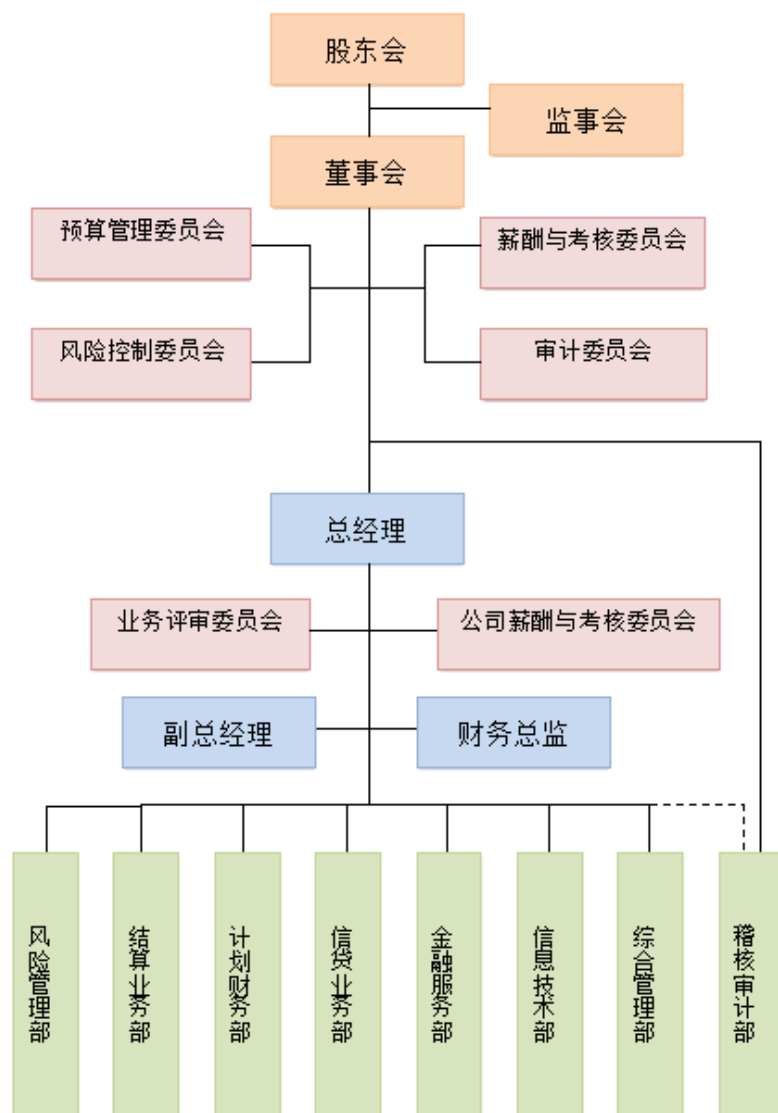 股东会
监事会
董事会
预算管理委员会
薪酬与考核委员会
风险控制委员会
审计委员会
总经理
业务评审委员会
公司薪酬与考核委员会
副总经理
财务总监
风险管理部
结算业务部
计划财务部
信贷业务部
金融服务部
信息技术部
综合管理部
稽核审计部